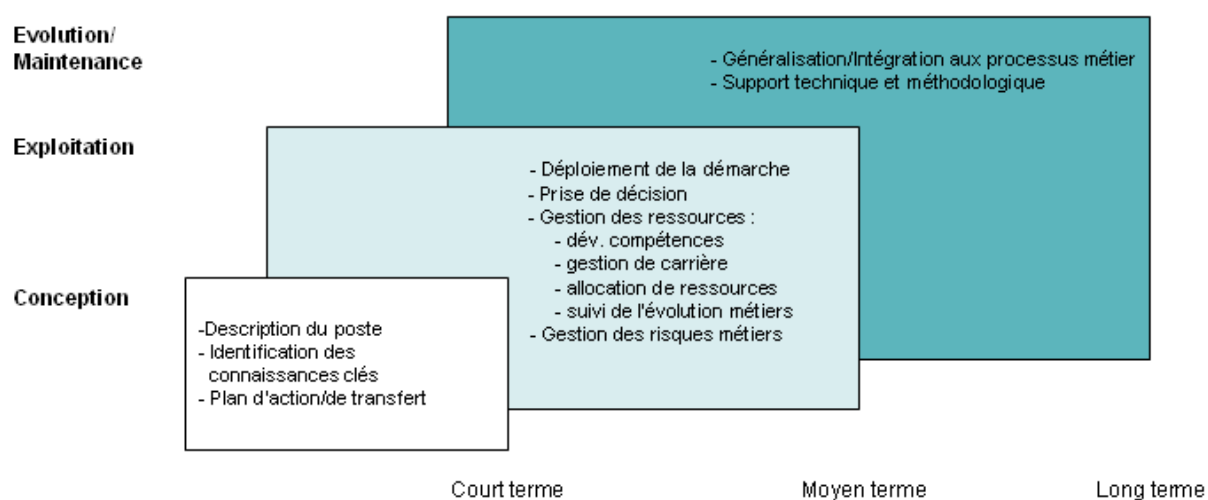 Evolution/
Maintenance
- Généralisation/Intégration aux processus métier
- Support technique et méthodologique
Exploitation
- Déploiement de la démarche
- Prise de décision
- Gestion des ressources :
- dév. compétences
- gestion de carrière
- allocation de ressources
- suivi de l'évolution métiers
- Gestion des risques métiers
Conception
-Description du poste
- Identification des
connaissances clés
- Plan d'action/de transfert
Court terme
Moyen terme
Long terme